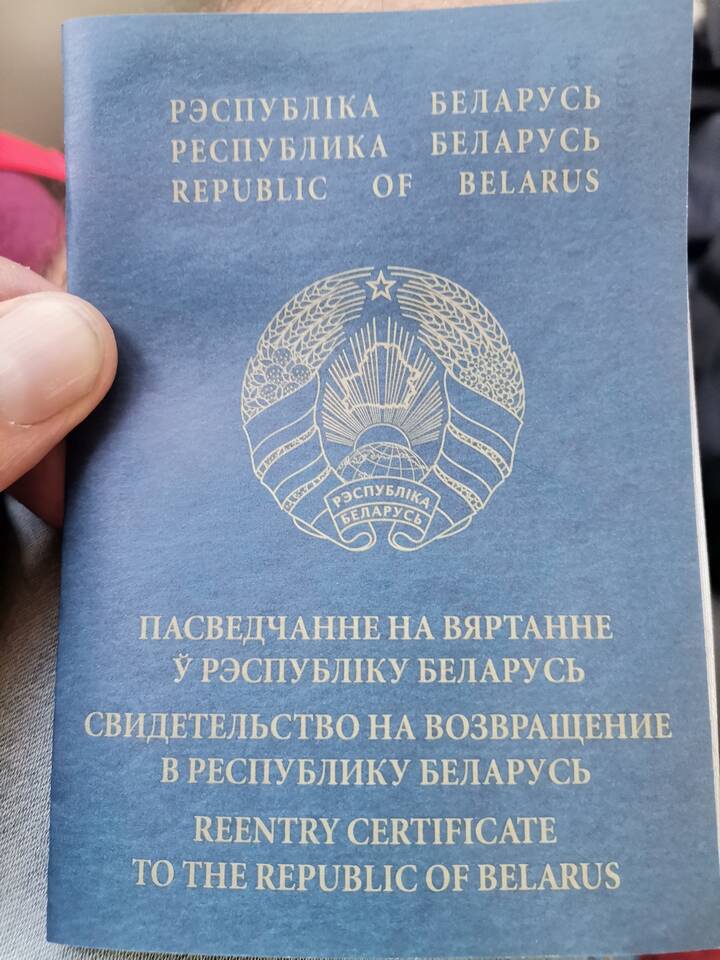 РЭСПУБЛІКА БЕЛАРУСЬ
РЕСПУБЛИКА БЕЛАРУСЬ
REPUBLIC OF BELARUS
РЭСПУБЛІКА
БЕЛАРУСЬ
ПАСВЕДЧАННЕ НА ВЯРТАННЕ
Ў РЭСПУБЛІКУ БЕЛАРУСЬ
СВИДЕТЕЛЬСТВО НА ВОЗВРАЩЕНИЕ
В РЕСПУБЛИКУ БЕЛАРУСЬ
REENTRY CERTIFICATE
TO THE REPUBLIC OF BELARUS